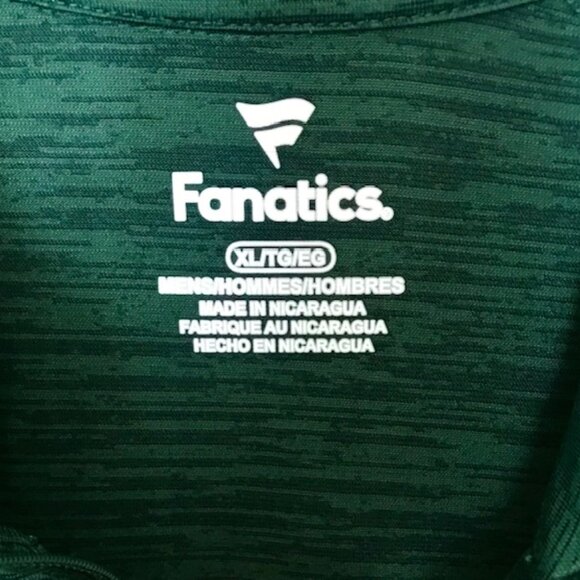 Fanatics.
XL/TG/EG
MENS/HOMMES/HOMBRES
MADE IN NICARAGUA
FABRIQUE AU NICARAGUA
HECHO EN NICARAGUA